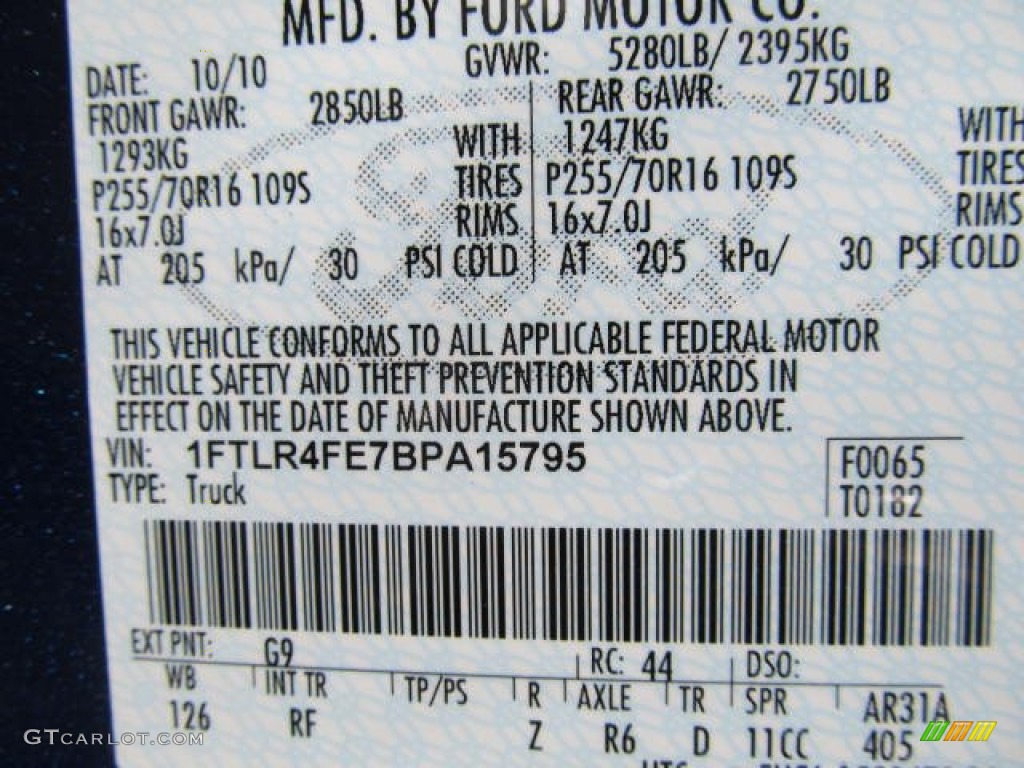 MFD. BY FORD MOTOR CO.
DATE: 10/10 GVWR: 5280LB/ 2395KG
FRONT GAWR: 2850LB REAR GAWR: 2750LB
1293KG WITH 1247KG WITH
P255/70R16 109S TIRES P255/70R16 109S TIRES
16x7.0J RIMS 16x7.0J RIMS
AT 205 kPa/ 30 PSI COLD AT 205 kPa/ 30 PSI COLD
THIS VEHICLE CONFORMS TO ALL APPLICABLE FEDERAL MOTOR
VEHICLE SAFETY AND THEFT PREVENTION STANDARDS IN
EFFECT ON THE DATE OF MANUFACTURE SHOWN ABOVE.
VIN: 1FTLR4FE7BPA15795 F0065
TYPE: Truck T0182
EXT PNT: G9 RC: 44 DSO:
WB INT TR TP/PS R AXLE TR SPR AR31A
126 RF Z R6 D 11CC 405
GTCARLOT.COM